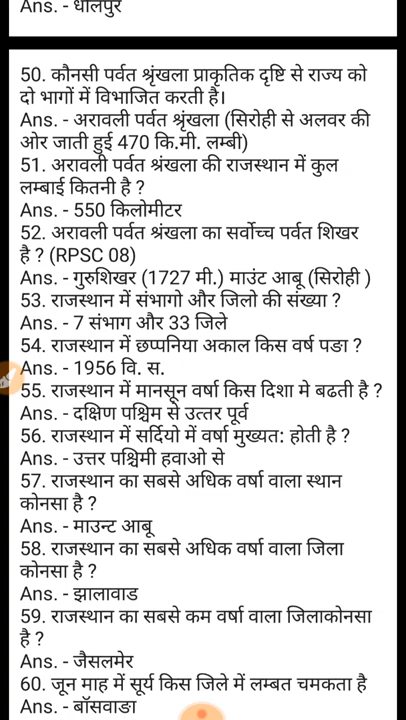 Ans. - धौलपुर
50. कौनसी पर्वत श्रृंखला प्राकृतिक दृष्टि से राज्य को
दो भागों में विभाजित करती है।
Ans. - अरावली पर्वत श्रृंखला (सिरोही से अलवर की
ओर जाती हुई 470 कि.मी. लम्बी)
51. अरावली पर्वत श्रंखला की राजस्थान में कुल
लम्बाई कितनी है ?
Ans. - 550 किलोमीटर
52. अरावली पर्वत श्रंखला का सर्वोच्च पर्वत शिखर
है ? (RPSC 08)
Ans. - गुरुशिखर (1727 मी.) माउंट आबू (सिरोही )
53. राजस्थान में संभागो और जिलो की संख्या ?
Ans. - 7 संभाग और 33 जिले
54. राजस्थान में छप्पनिया अकाल किस वर्ष पङा ?
Ans. - 1956 वि. स.
55. राजस्थान में मानसून वर्षा किस दिशा मे बढती है ?
Ans. - दक्षिण पश्चिम से उत्तर पूर्व
56. राजस्थान में सर्दियो में वर्षा मुख्यत: होती है ?
Ans. - उत्तर पश्चिमी हवाओ से
57. राजस्थान का सबसे अधिक वर्षा वाला स्थान
कोनसा है ?
Ans. - माउन्ट आबू
58. राजस्थान का सबसे अधिक वर्षा वाला जिला
कोनसा है ?
Ans. - झालावाड
59. राजस्थान का सबसे कम वर्षा वाला जिलाकोनसा
है ?
Ans. - जैसलमेर
60. जून माह में सूर्य किस जिले में लम्बत चमकता है
Ans. - बॉसवाङा